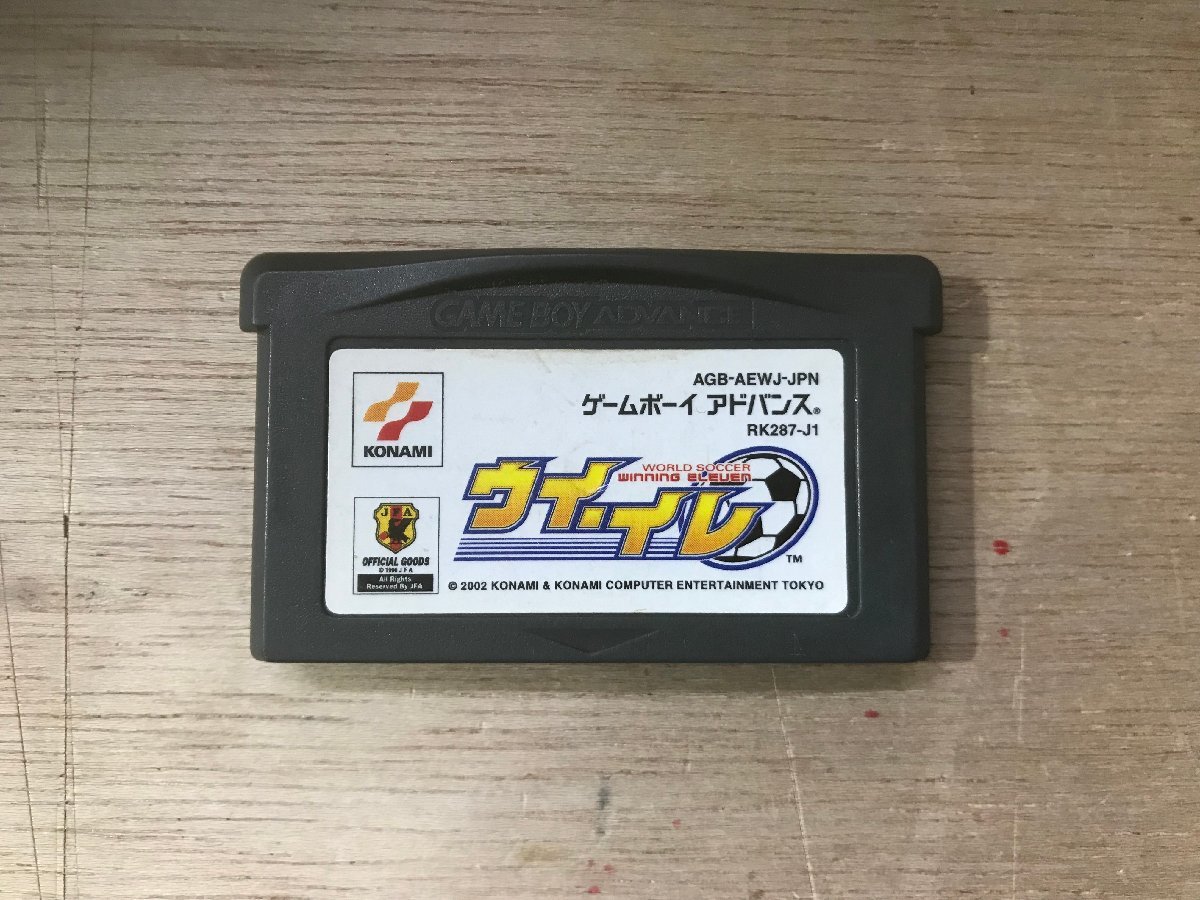 GAME BOY ADVANCE
AGB-AEWJ-JPN
ゲームボーイ アドバンス®
RK287-J1
KONAMI
WORLD SOCCER
WINNING ELEVEN
ウイイレ
TM
JFA
OFFICIAL GOODS
© 1996 J F A
All Rights
Reserved By JFA
© 2002 KONAMI & KONAMI COMPUTER ENTERTAINMENT TOKYO